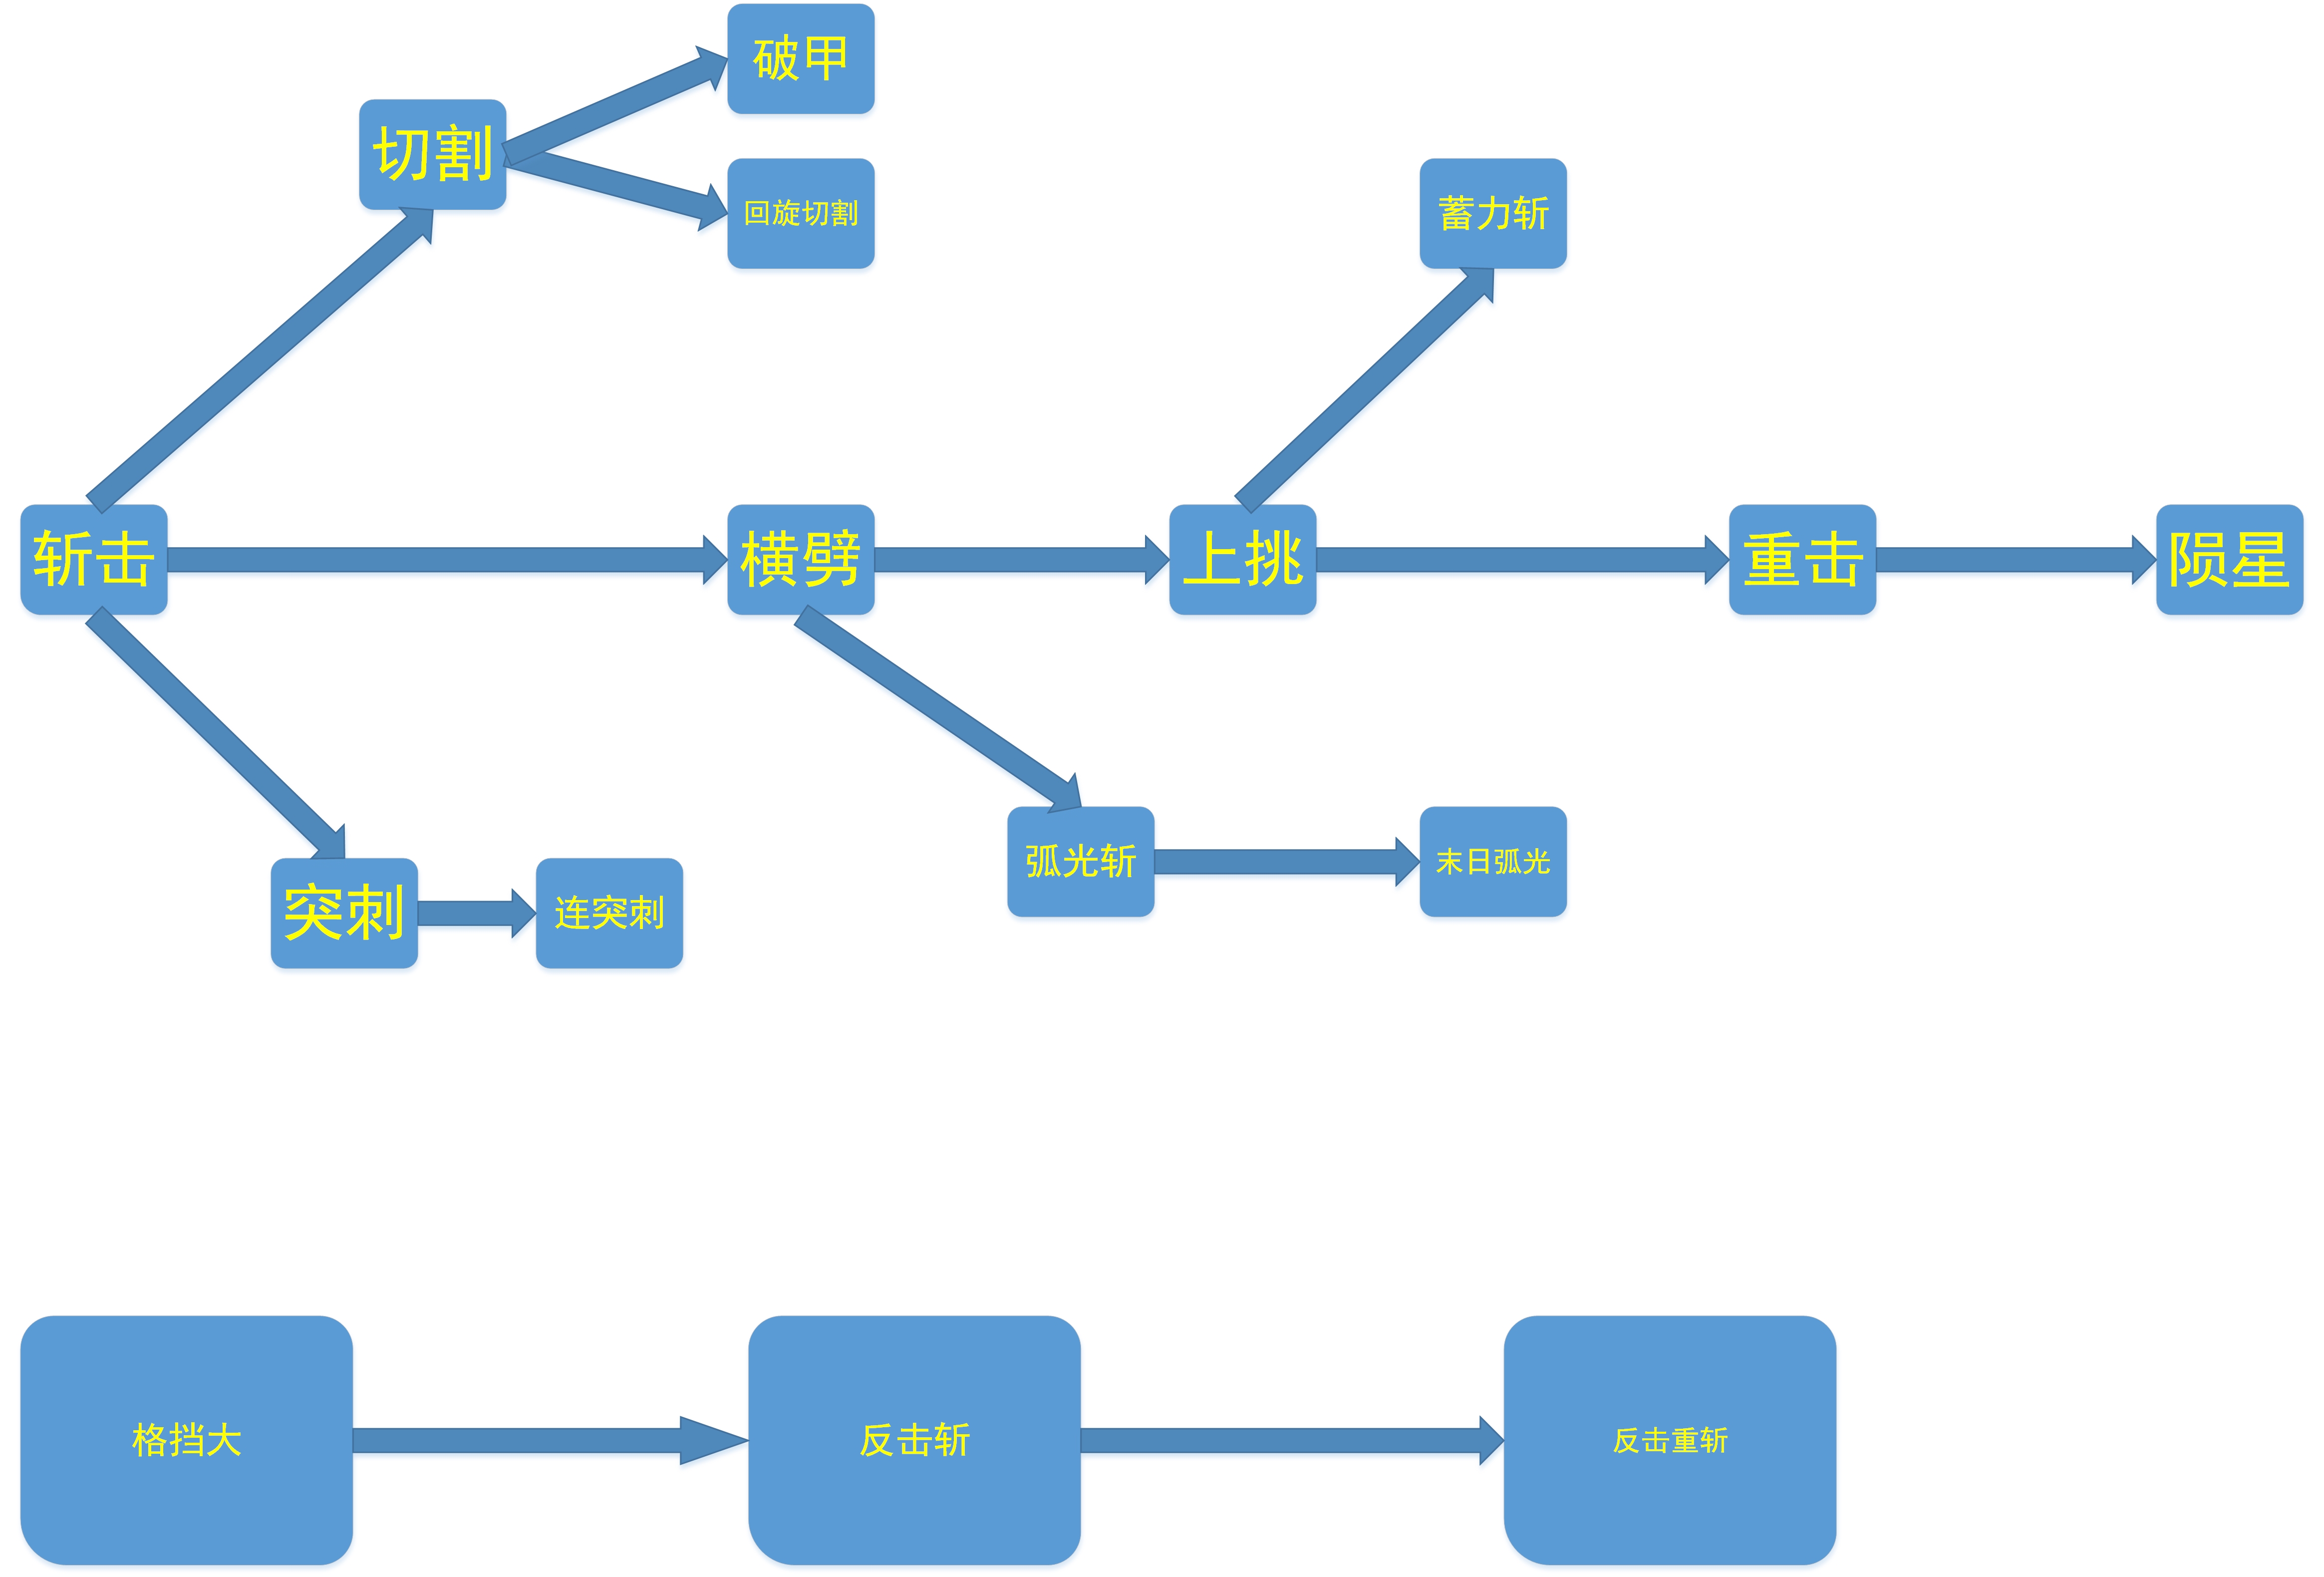 破甲
切割
回旋切割
蓄力斩
斩击
横劈
上挑
重击
陨星
弧光斩
末日弧光
突刺
连突刺
格挡大
反击斩
反击重斩